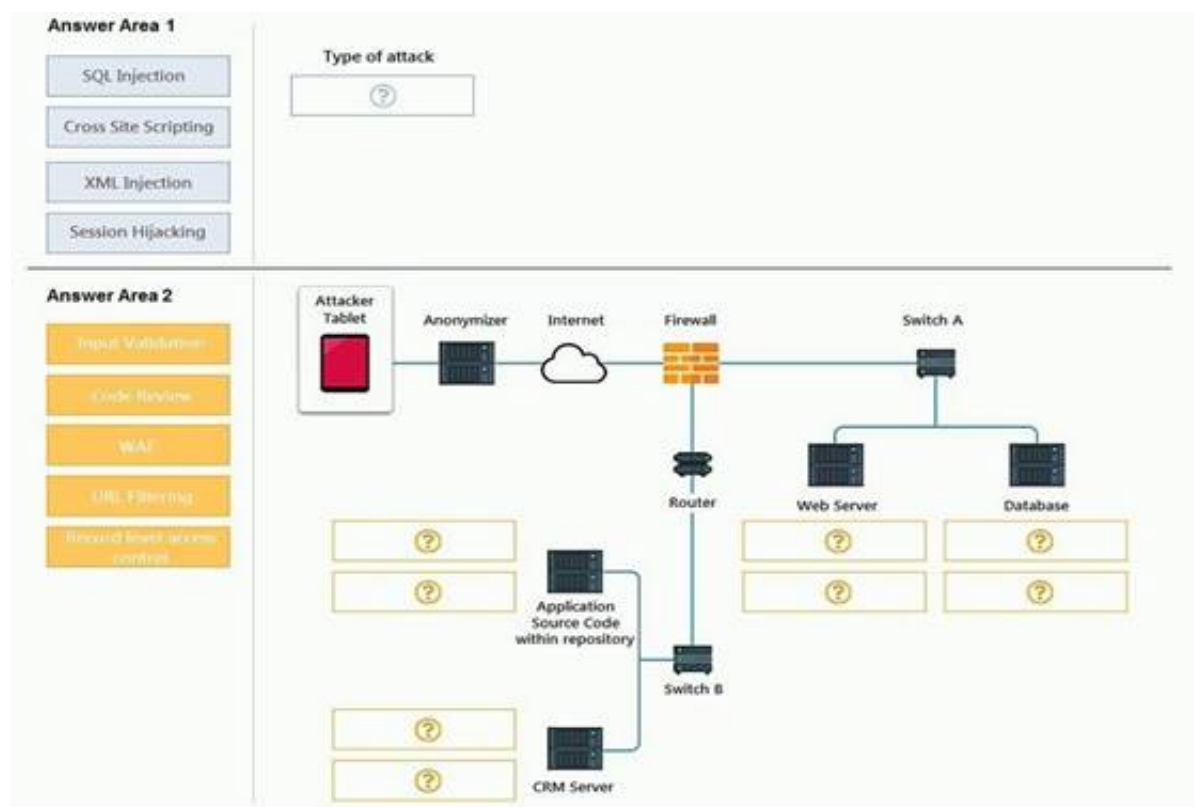 Answer Area 1
SQL Injection
Cross Site Scripting
XML Injection
Session Hijacking
Type of attack
?
Answer Area 2
Input Validation
Code Review
WAF
URL Filtering
Record level access
control
Attacker
Tablet
Anonymizer
Internet
Firewall
Switch A
Router
Web Server
Database
?
?
?
?
?
?
Application
Source Code
within repository
Switch B
?
?
CRM Server